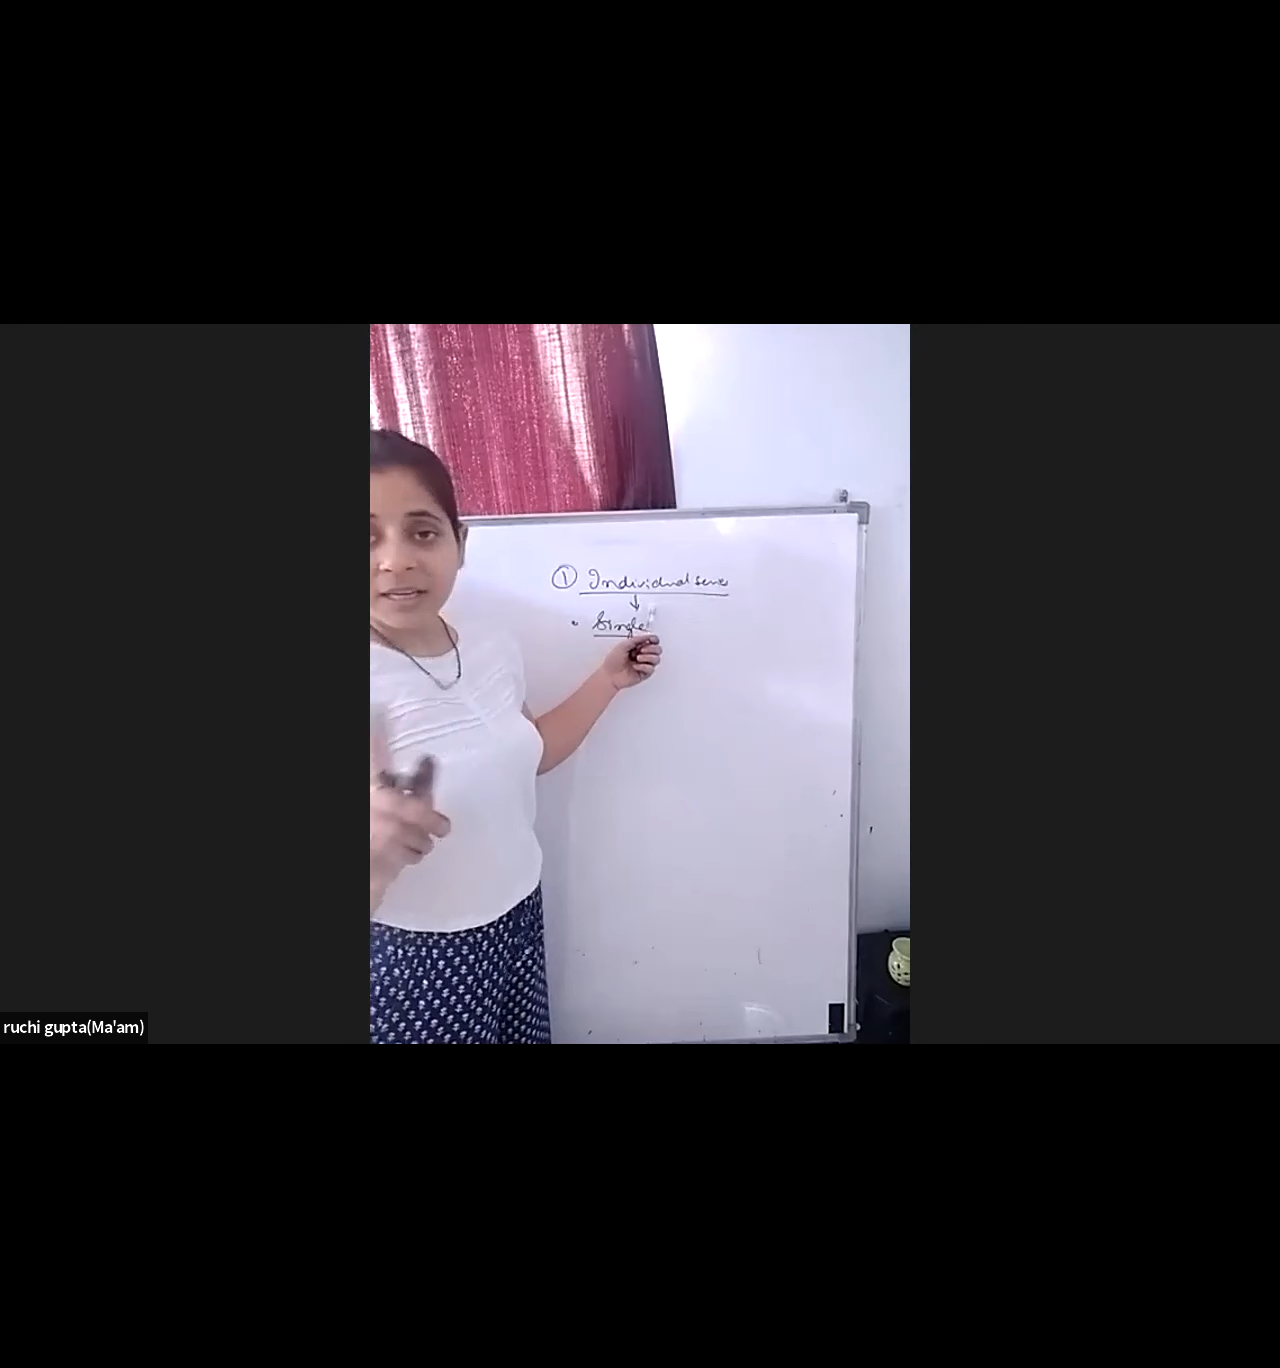 ① Individual series
• Single
ruchi gupta(Ma'am)